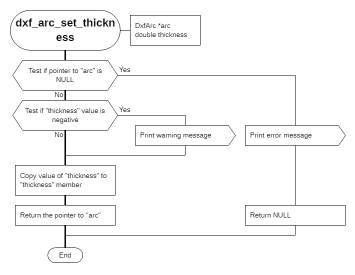 dxf_arc_set_thickn
ess
DxfArc *arc
double thickness
Test if pointer to "arc" is
NULL
Yes
No
Test if "thickness" value is
negative
Yes
No
Print warning message
Print error message
Copy value of "thickness" to
"thickness" member
Return the pointer to "arc"
Return NULL
End